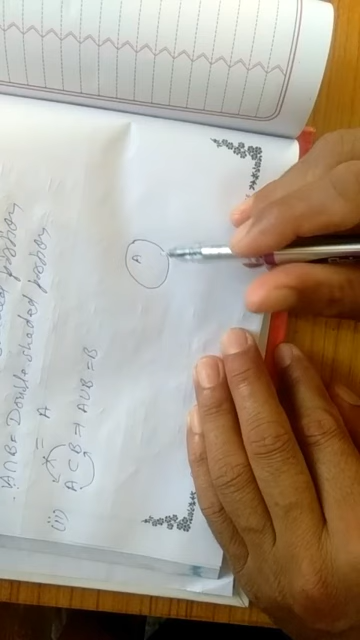 ∴ A∩B = Double shaded portion
= A
(ii) A ⊂ B ⇒ A∪B = B
A